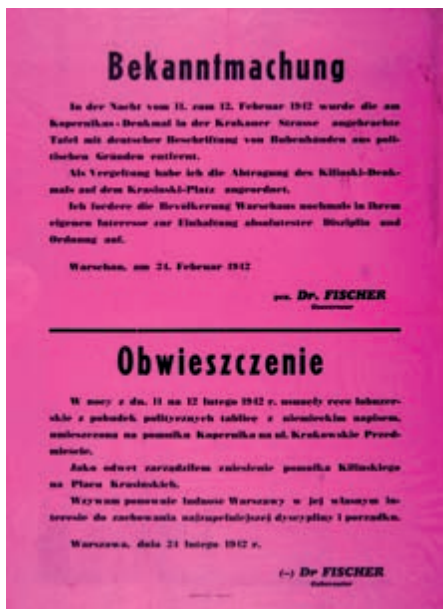 Bekanntmachung
In der Nacht vom 11. zum 12. Februar 1942 wurde die am
Kopernikus-Denkmal in der Krakauer Strasse angebrachte
Tafel mit deutscher Beschriftung von Bubenhänden aus poli-
tischen Gründen entfernt.
Als Vergeltung habe ich die Abtragung des Kilinski-Denk-
mals auf dem Krasinski-Platz angeordnet.
Ich fordere die Bevölkerung Warschaus nochmals in ihrem
eigenen Interesse zur Einhaltung absolutester Disziplin und
Ordnung auf.
Warschau, am 24. Februar 1942
gez. Dr. FISCHER
Gouverneur
Obwieszczenie
W nocy z dn. 11 na 12 lutego 1942 r. usunęły ręce łobuzer-
skie z pobudek politycznych tablicę z niemieckim napisem,
umieszczoną na pomniku Kopernika na ul. Krakowskie Przed-
mieście.
Jako odwet zarządziłem zniesienie pomnika Kilińskiego
na Placu Krasińskich.
Wzywam ponownie ludność Warszawy w jej własnym in-
teresie do zachowania najzupełniejszej dyscypliny i porządku.
Warszawa, dnia 24 lutego 1942 r.
(-) Dr FISCHER
Gubernator